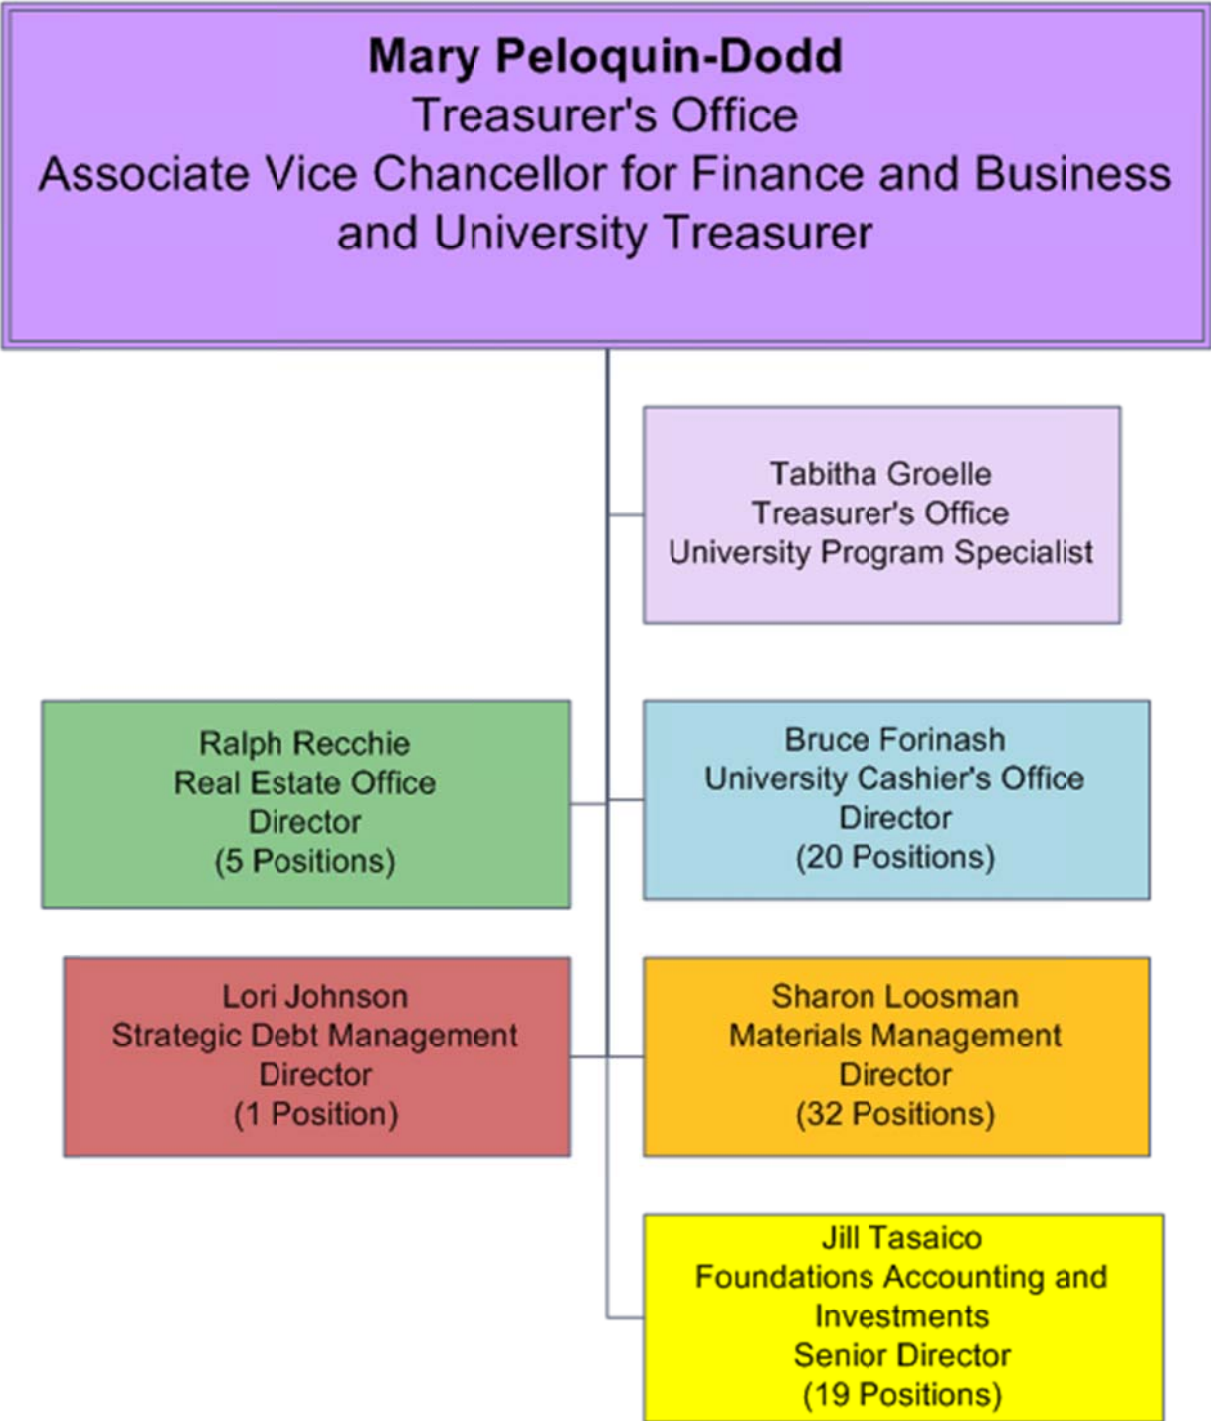 Mary Peloquin-Dodd
Treasurer's Office
Associate Vice Chancellor for Finance and Business
and University Treasurer
Tabitha Groelle
Treasurer's Office
University Program Specialist
Ralph Recchie
Real Estate Office
Director
(5 Positions)
Bruce Forinash
University Cashier's Office
Director
(20 Positions)
Lori Johnson
Strategic Debt Management
Director
(1 Position)
Sharon Loosman
Materials Management
Director
(32 Positions)
Jill Tasaico
Foundations Accounting and
Investments
Senior Director
(19 Positions)